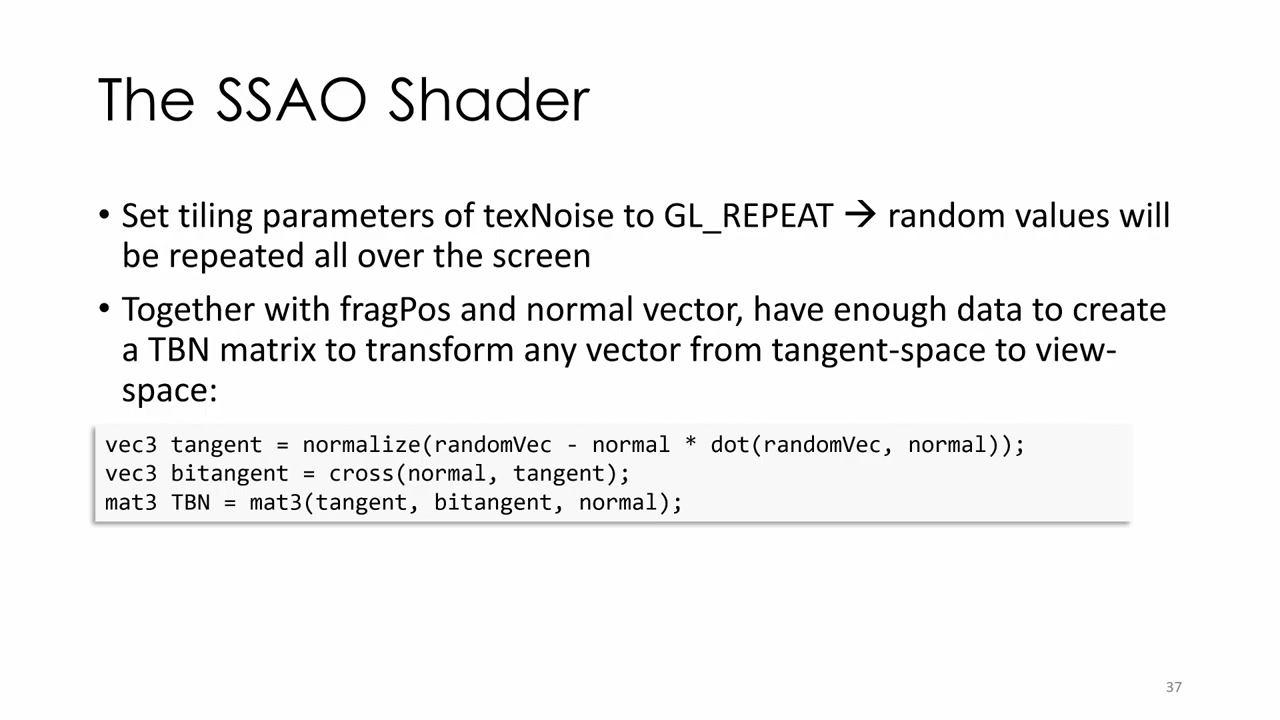 The SSAO Shader
• Set tiling parameters of texNoise to GL_REPEAT → random values will
be repeated all over the screen
• Together with fragPos and normal vector, have enough data to create
a TBN matrix to transform any vector from tangent-space to view-
space:
vec3 tangent = normalize(randomVec - normal * dot(randomVec, normal));
vec3 bitangent = cross(normal, tangent);
mat3 TBN = mat3(tangent, bitangent, normal);
37